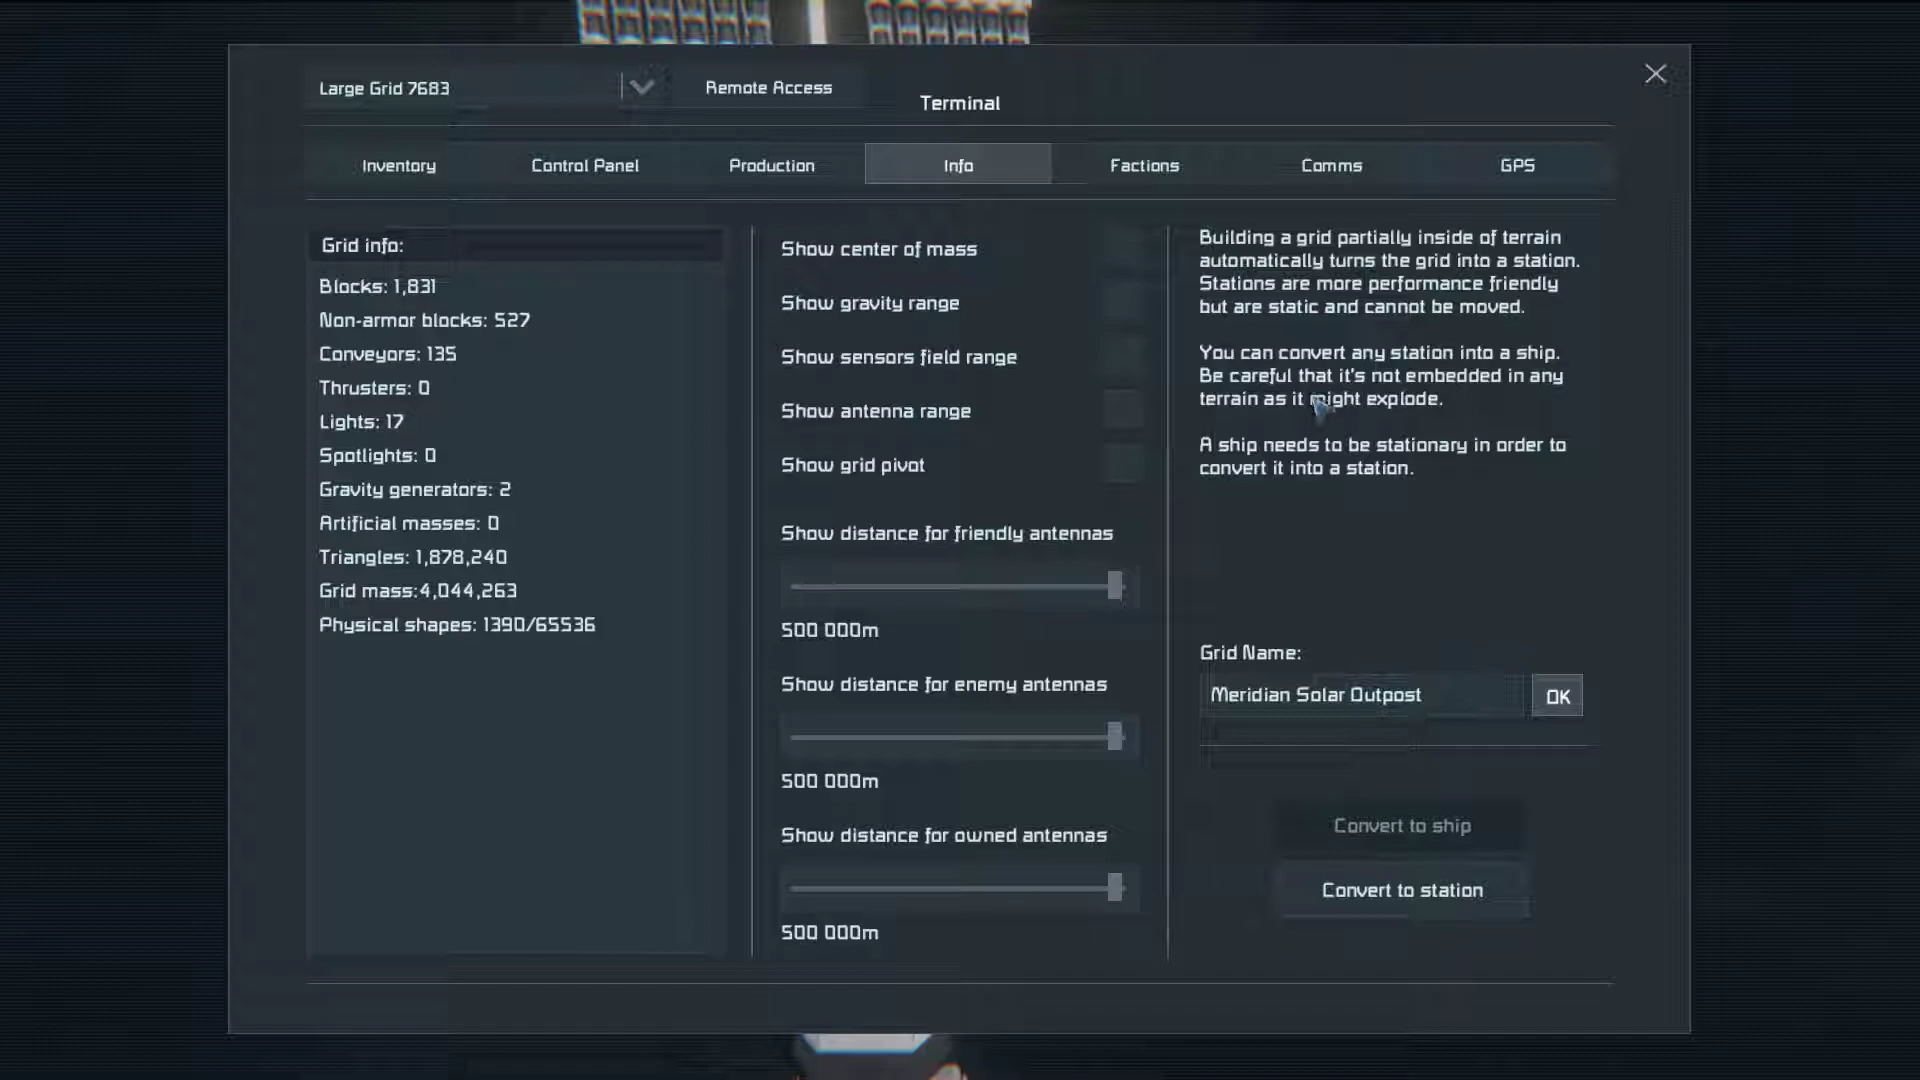 Large Grid 7683
Remote Access
Terminal
Inventory
Control Panel
Production
Info
Factions
Comms
GPS
Grid info:
Blocks: 1,831
Non-armor blocks: 527
Conveyors: 135
Thrusters: 0
Lights: 17
Spotlights: 0
Gravity generators: 2
Artificial masses: 0
Triangles: 1,878,240
Grid mass:4,044,263
Physical shapes: 1390/65536
Show center of mass
Show gravity range
Show sensors field range
Show antenna range
Show grid pivot
Show distance for friendly antennas
500 000m
Show distance for enemy antennas
500 000m
Show distance for owned antennas
500 000m
Building a grid partially inside of terrain
automatically turns the grid into a station.
Stations are more performance friendly
but are static and cannot be moved.
You can convert any station into a ship.
Be careful that it's not embedded in any
terrain as it might explode.
A ship needs to be stationary in order to
convert it into a station.
Grid Name:
Meridian Solar Outpost
OK
Convert to ship
Convert to station